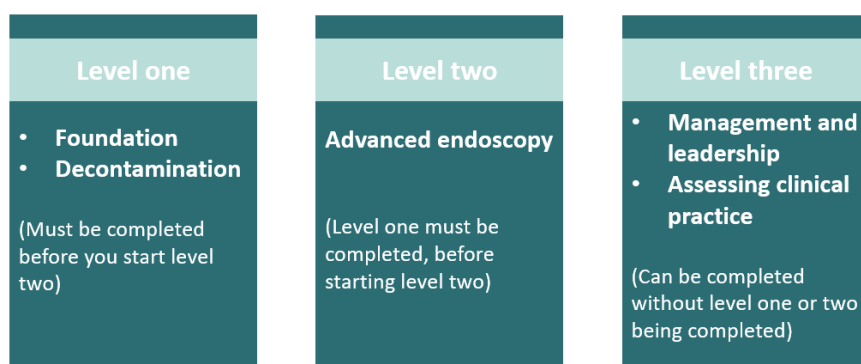 Level one
• Foundation
• Decontamination
(Must be completed
before you start level
two)
Level two
Advanced endoscopy
(Level one must be
completed, before
starting level two)
Level three
• Management and
leadership
• Assessing clinical
practice
(Can be completed
without level one or two
being completed)